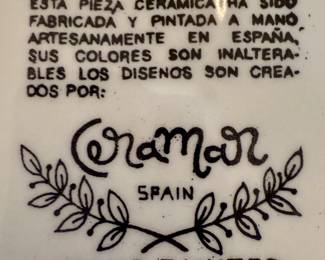 ESTA PIEZA CERAMICA HA SIDO
FABRICADA Y PINTADA A MANO
ARTESANAMENTE EN ESPAÑA,
SUS COLORES SON INALTERA-
BLES LOS DISENOS SON CREA-
DOS POR:
Ceramar
SPAIN